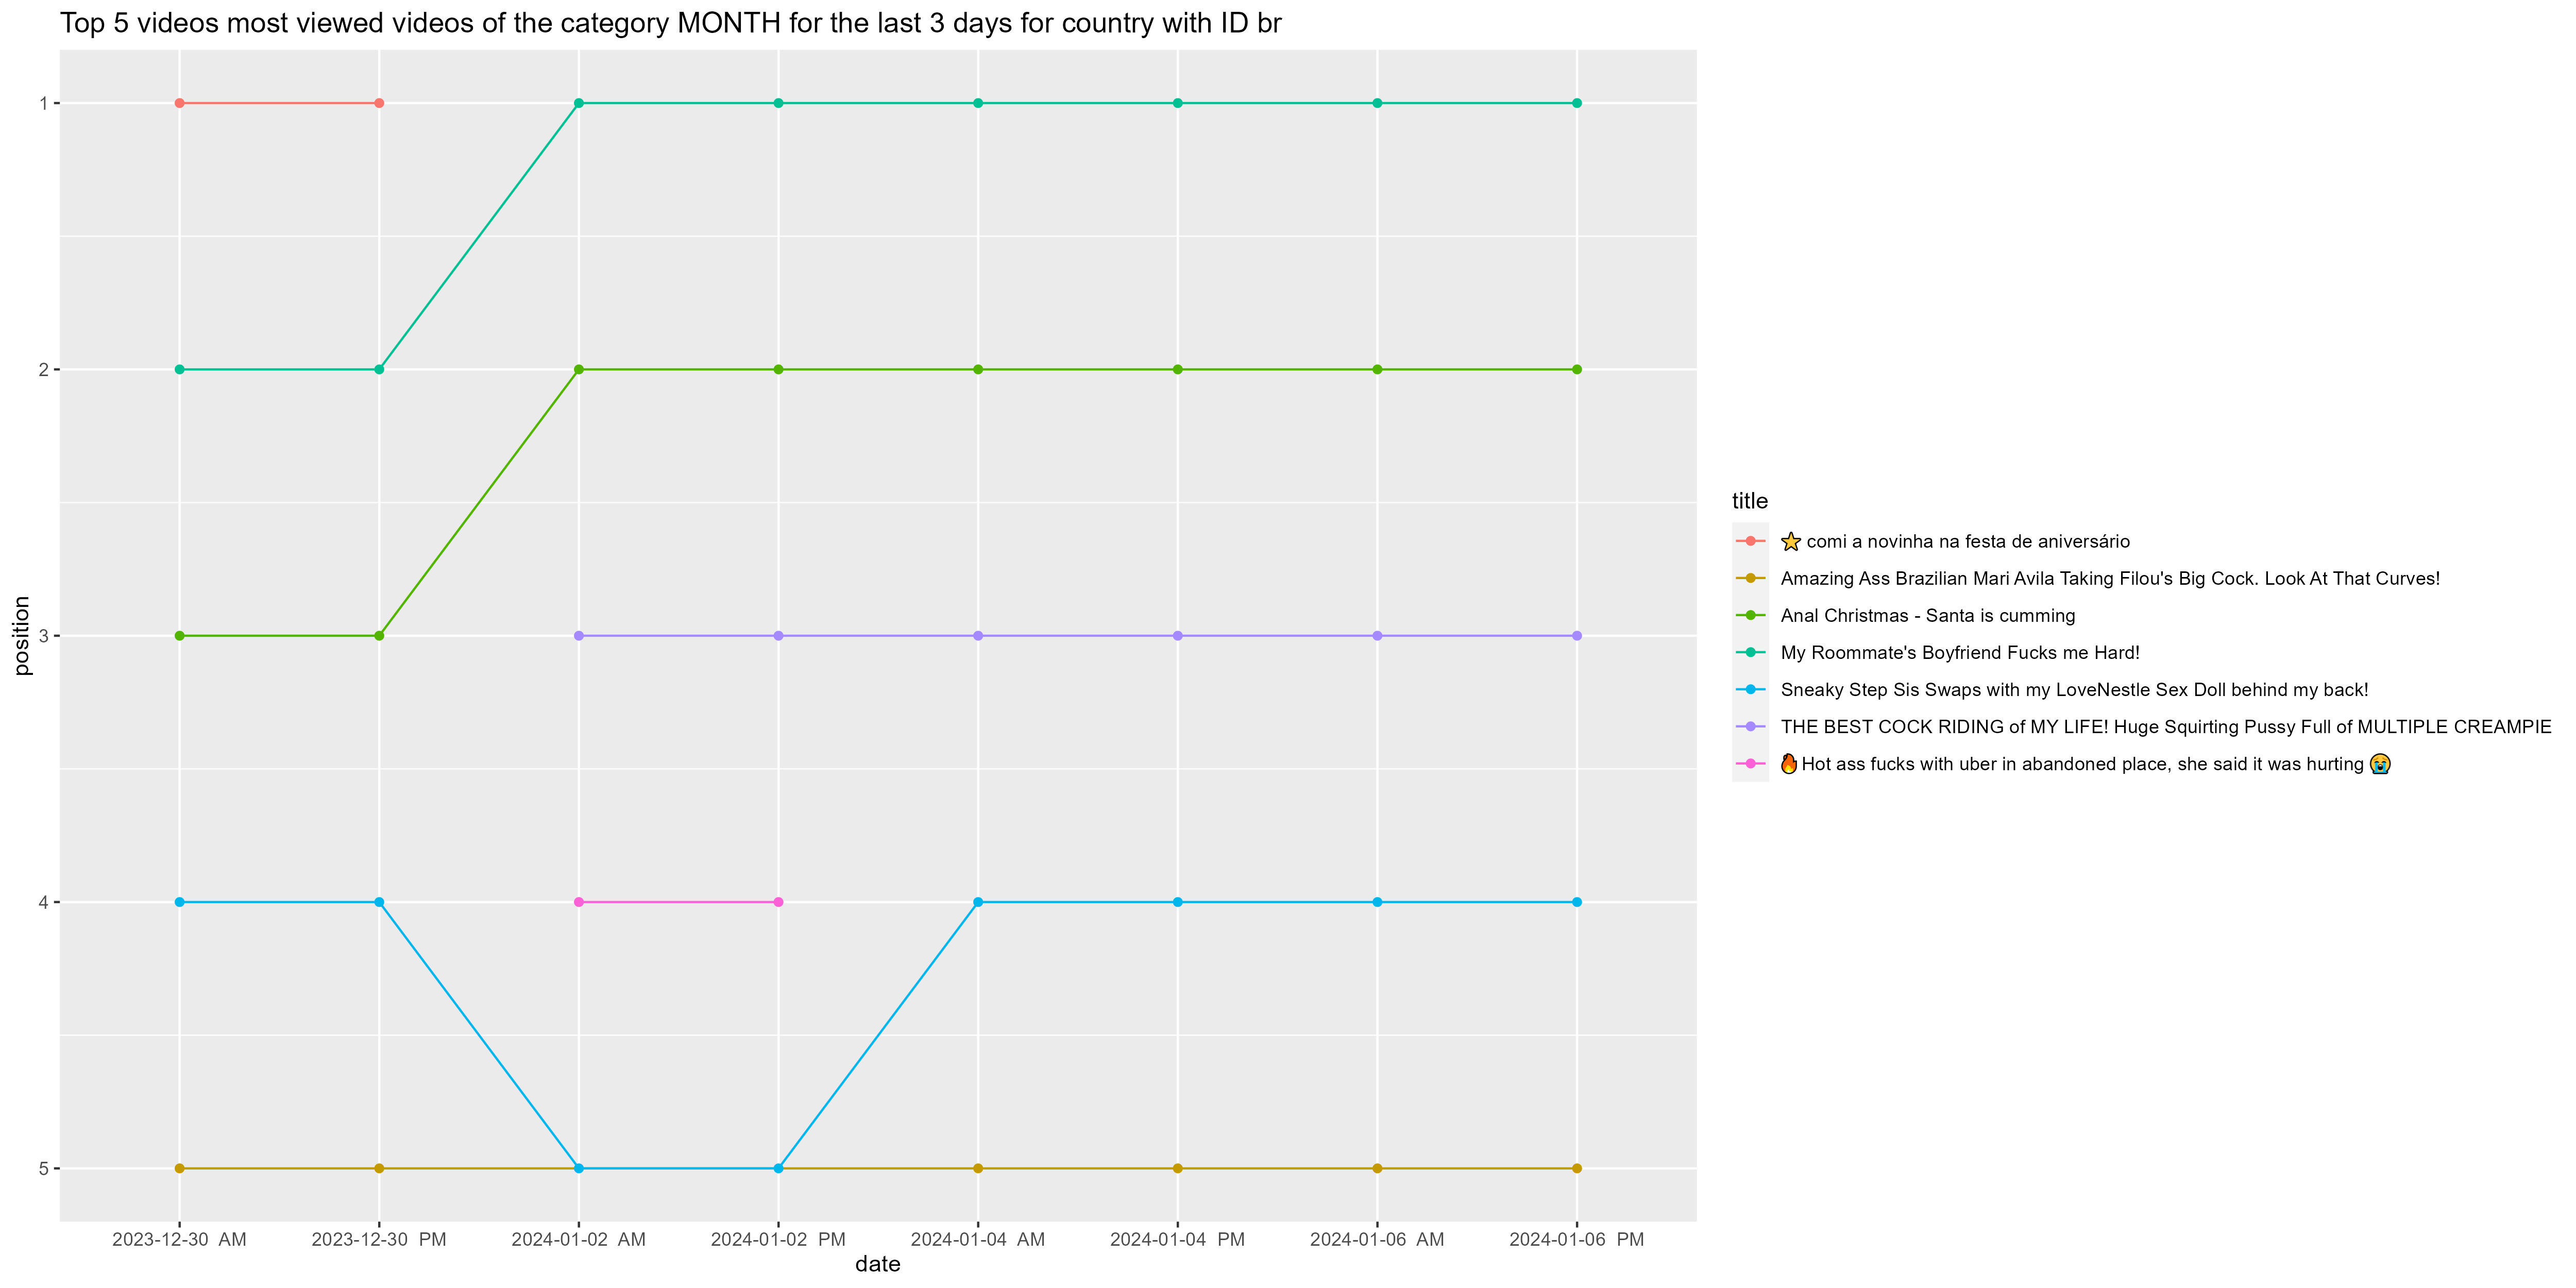 Top 5 videos most viewed videos of the category MONTH for the last 3 days for country with ID br
position
1
2
3
4
5
2023-12-30 AM
2023-12-30 PM
2024-01-02 AM
2024-01-02 PM
2024-01-04 AM
2024-01-04 PM
2024-01-06 AM
2024-01-06 PM
date
title
⭐ comi a novinha na festa de aniversário
Amazing Ass Brazilian Mari Avila Taking Filou's Big Cock. Look At That Curves!
Anal Christmas - Santa is cumming
My Roommate's Boyfriend Fucks me Hard!
Sneaky Step Sis Swaps with my LoveNestle Sex Doll behind my back!
THE BEST COCK RIDING of MY LIFE! Huge Squirting Pussy Full of MULTIPLE CREAMPIE
🔥Hot ass fucks with uber in abandoned place, she said it was hurting 😭